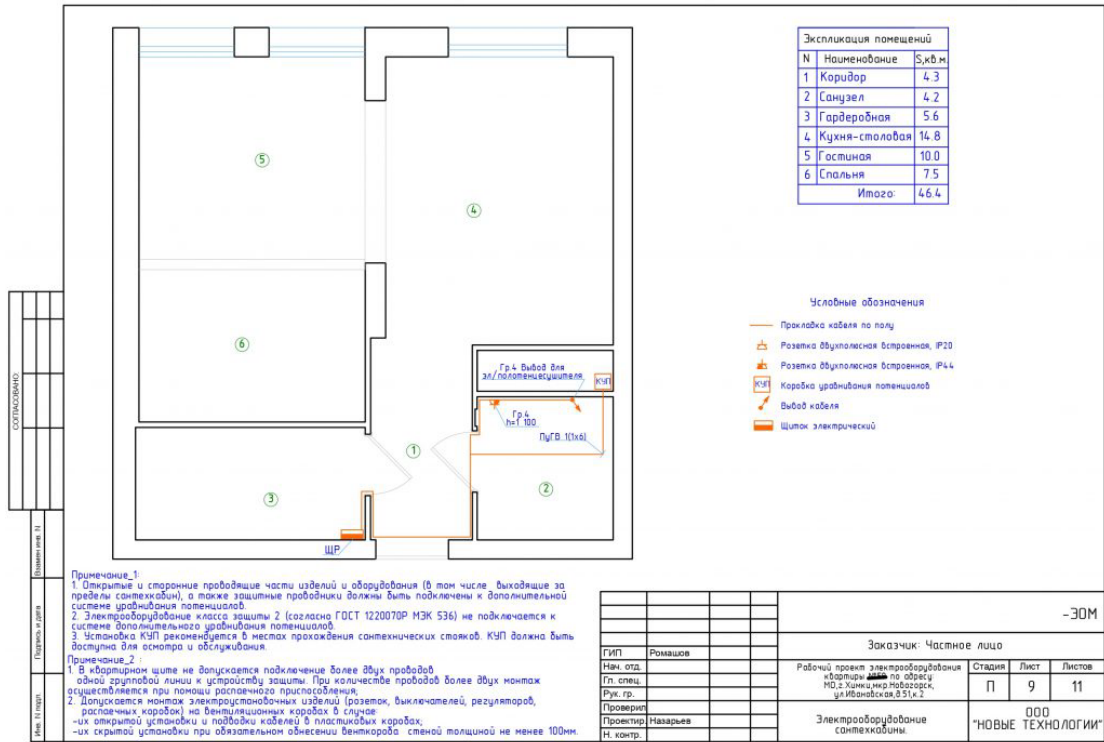 Экспликация помещений
N Наименование S,кв.м.
1 Коридор 4.3
2 Санузел 4.2
3 Гардеробная 5.6
4 Кухня-столовая 14.8
5 Гостиная 10.0
6 Спальня 7.5
Итого: 46.4
5
4
6
1
3
2
Гр.4 Вывод для
эл/полотенцесушителя
КУП
Гр.4
h=1 100
ПуГВ 1(1х6)
ЩР
Условные обозначения
Прокладка кабеля по полу
Розетка двухполюсная встроенная, IP20
Розетка двухполюсная встроенная, IP44
КУП Коробка уравнивания потенциалов
Вывод кабеля
Щиток электрический
Примечание_1:
1. Открытые и сторонние проводящие части изделий и оборудования (в том числе выходящие за
пределы сантехкабин), а также защитные проводники должны быть подключены к дополнительной
системе уравнивания потенциалов.
2. Электрооборудование класса защиты 2 (согласно ГОСТ 122007ОР МЭК 536) не подключается к
системе дополнительного уравнивания потенциалов.
3. Установка КУП рекомендуется в местах прохождения сантехнических стояков. КУП должна быть
доступна для осмотра и обслуживания.
Примечание_2 :
1. В квартирном щите не допускается подключение более двух проводов
одной групповой линии к устройству защиты. При количестве проводов более двух монтаж
осуществляется при помощи распаечного приспособления;
2. Допускается монтаж электроустановочных изделий (розеток, выключателей, регуляторов,
распаечных коробок) на вентиляционных коробах в случае
-их открытой установки и подводки кабелей в пластиковых коробах;
-их скрытой установки при обязательном обнесении венткороба стеной толщиной не менее 100мм.
СОГЛАСОВАНО:
Взамен инв. N
Подпись и дата
Инв. N подл.
-ЭОМ
Заказчик: Частное лицо
ГИП Ромашов
Нач. отд.
Гл. спец.
Рук. гр.
Проверил
Проектир. Назарьев
Н. контр.
Рабочий проект электрооборудования
квартиры по адресу:
МО,г.Химки,мкр.Новогорск,
ул.Ивановская,д.51,к.2
Стадия Лист Листов
П 9 11
Электрооборудование
сантехкабины.
ООО
"НОВЫЕ ТЕХНОЛОГИИ"